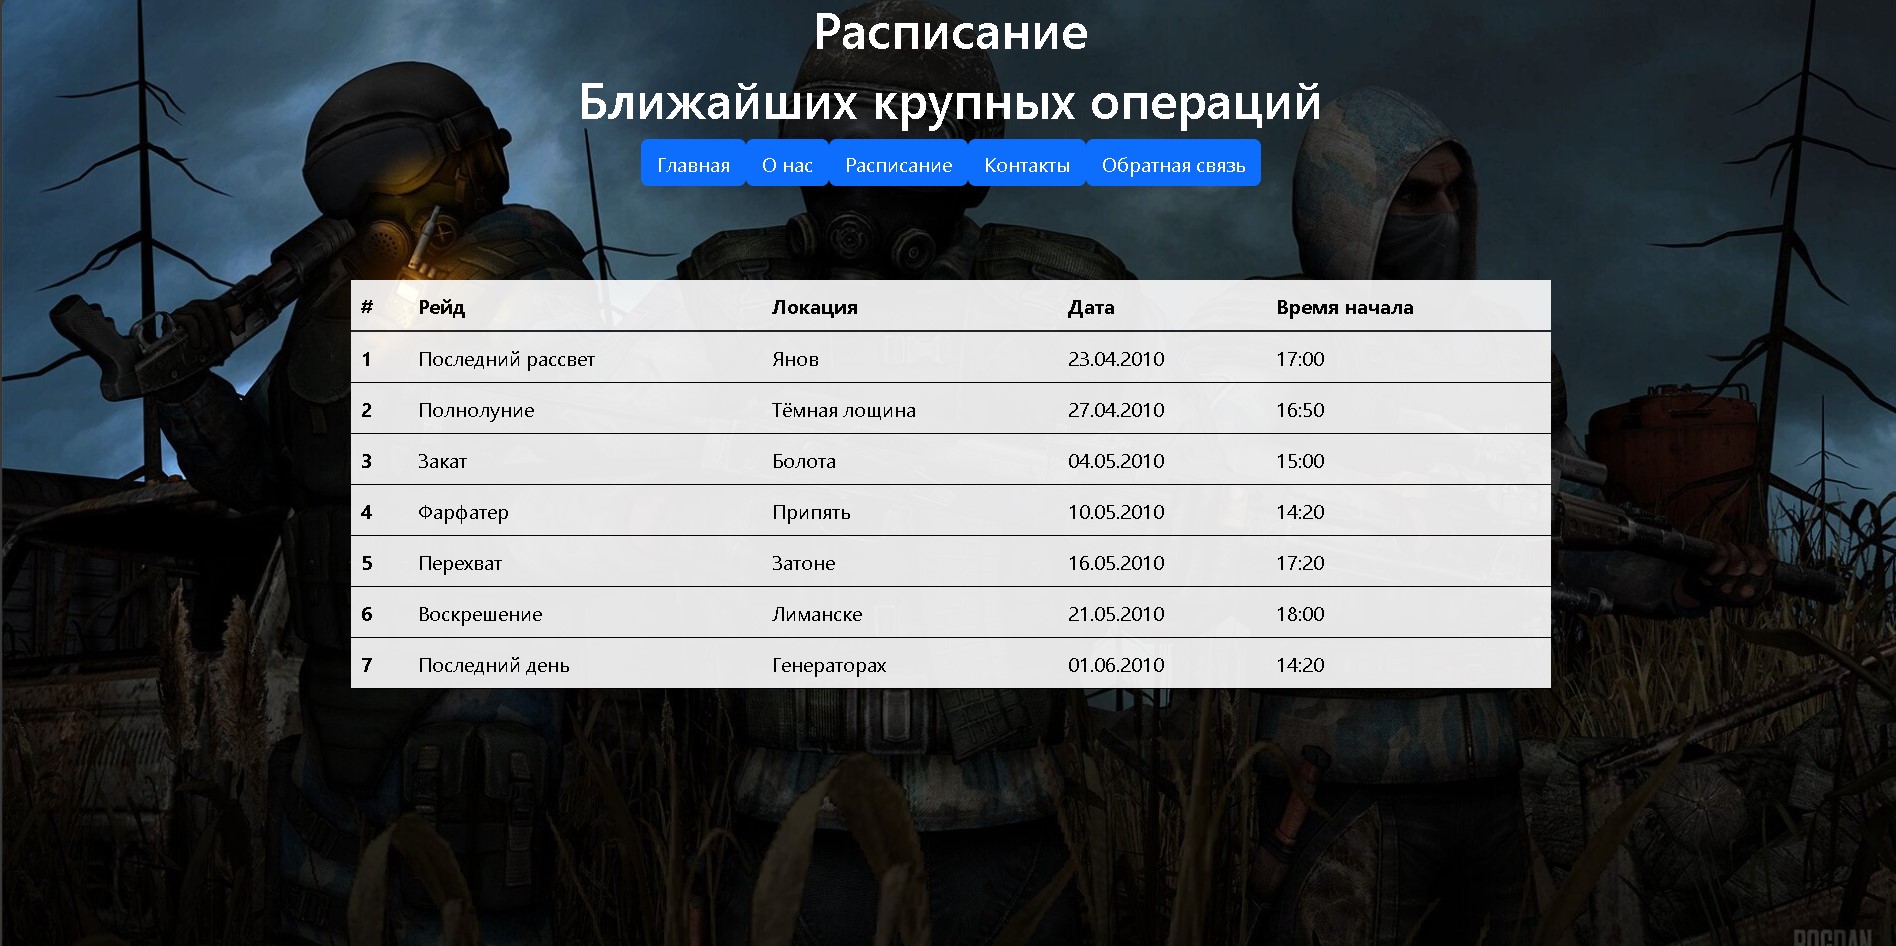 Расписание
Ближайших крупных операций
Главная О нас Расписание Контакты Обратная связь
# Рейд Локация Дата Время начала
1 Последний рассвет Янов 23.04.2010 17:00
2 Полнолуние Тёмная лощина 27.04.2010 16:50
3 Закат Болота 04.05.2010 15:00
4 Фарфатер Припять 10.05.2010 14:20
5 Перехват Затоне 16.05.2010 17:20
6 Воскрешение Лиманске 21.05.2010 18:00
7 Последний день Генераторах 01.06.2010 14:20
BOGDAN